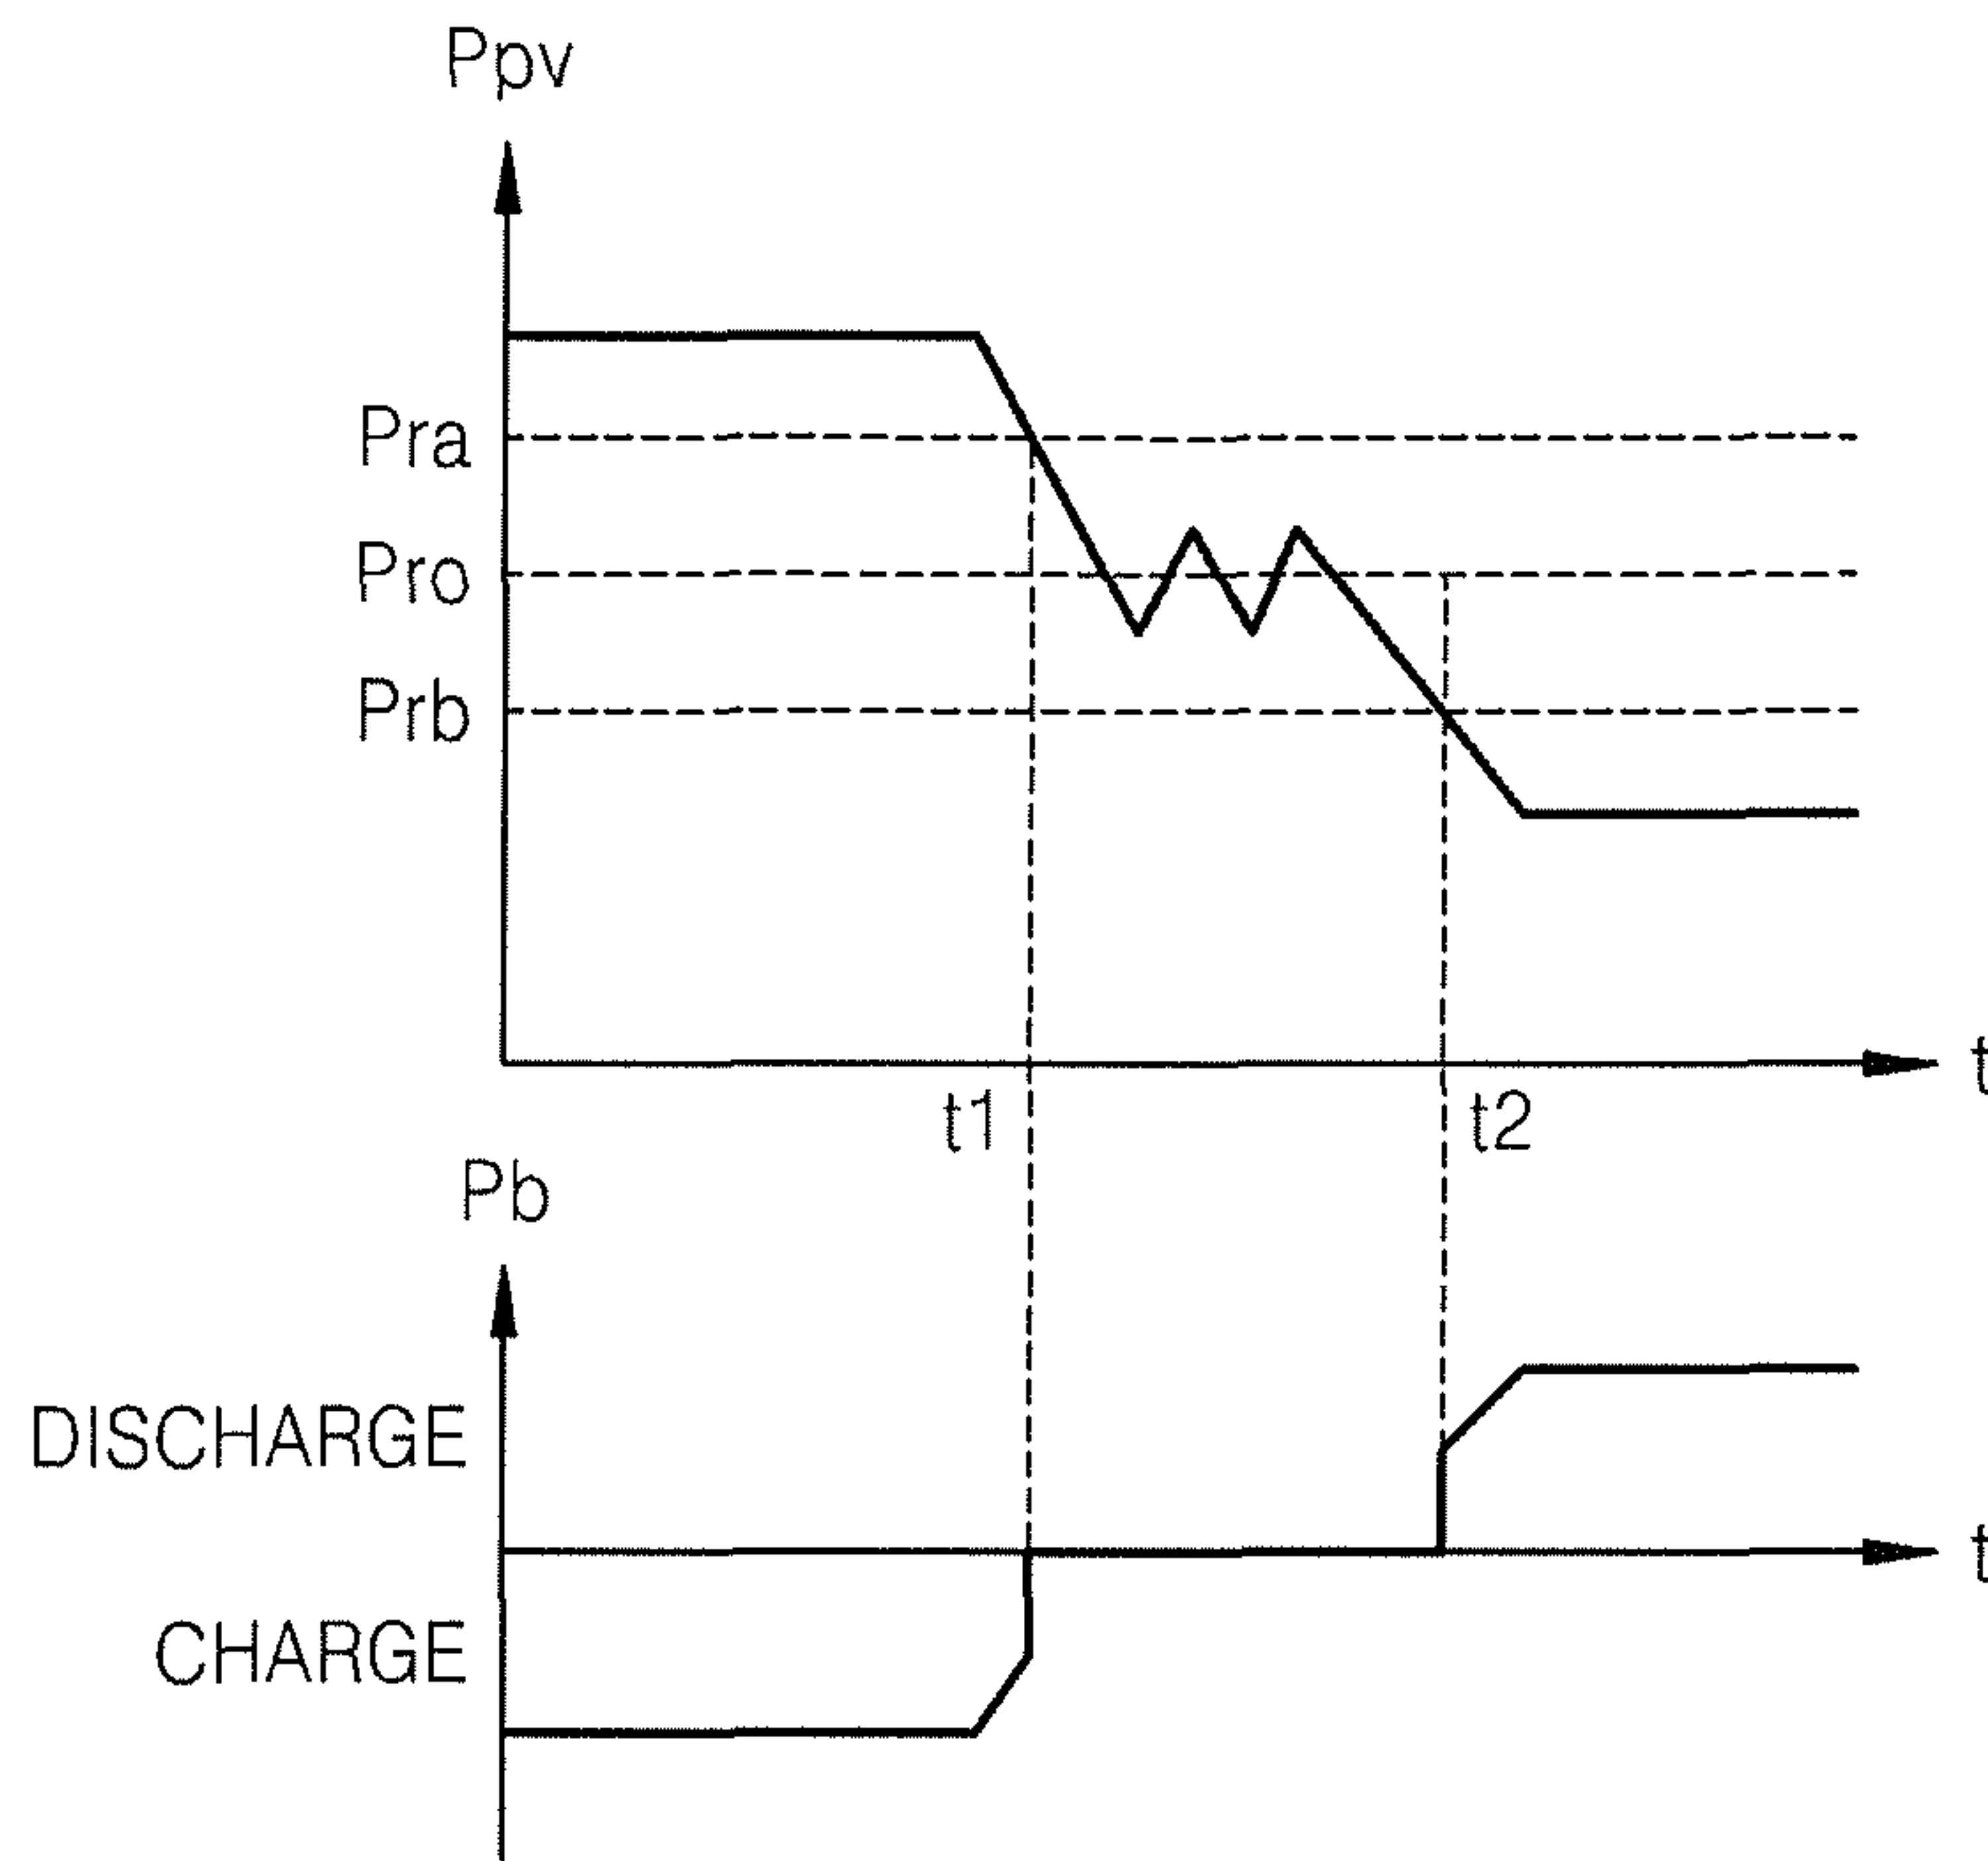 Ppv
Pra
Pro
Prb
t
t1 t2
Pb
DISCHARGE
t
CHARGE